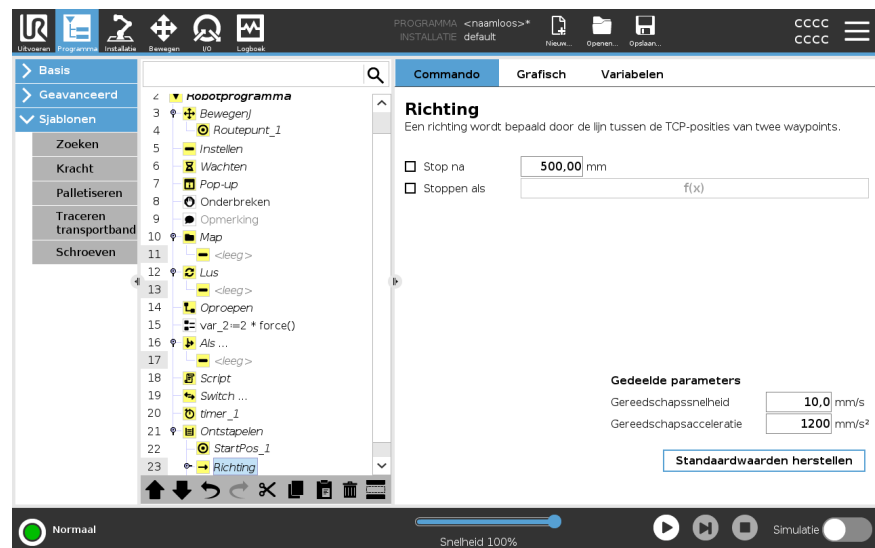 PROGRAMMA <naamloos>*
INSTALLATIE default
CCCC
CCCC
Uitvoeren Programma Installatie Bewegen I/O Logboek Nieuw... Openen... Opslaan...
Basis
Geavanceerd
Sjablonen
Zoeken
Kracht
Palletiseren
Traceren
transportband
Schroeven
2 Robotprogramma
3 BewegenJ
4 Routepunt_1
5 Instellen
6 Wachten
7 Pop-up
8 Onderbreken
9 Opmerking
10 Map
11 <leeg>
12 Lus
13 <leeg>
14 Oproepen
15 var_2:=2 * force()
16 Als ...
17 <leeg>
18 Script
19 Switch ...
20 timer_1
21 Ontstapelen
22 StartPos_1
23 Richting
Commando Grafisch Variabelen
Richting
Een richting wordt bepaald door de lijn tussen de TCP-posities van twee waypoints.
Stop na 500,00 mm
Stoppen als f(x)
Gedeelde parameters
Gereedschapssnelheid 10,0 mm/s
Gereedschapsacceleratie 1200 mm/s²
Standaardwaarden herstellen
Normaal
Snelheid 100%
Simulatie